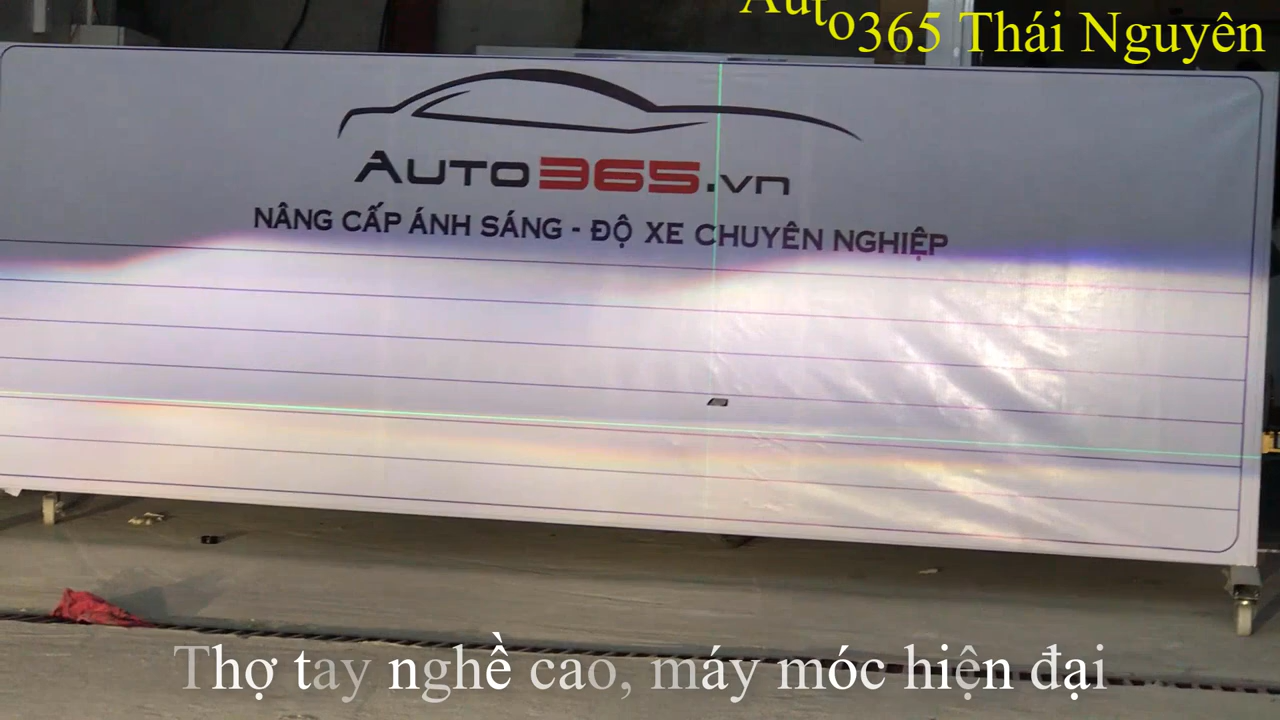 Auto365 Thái Nguyên
AUTO365.vn
NÂNG CẤP ÁNH SÁNG - ĐỘ XE CHUYÊN NGHIỆP
Thợ tay nghề cao, máy móc hiện đại